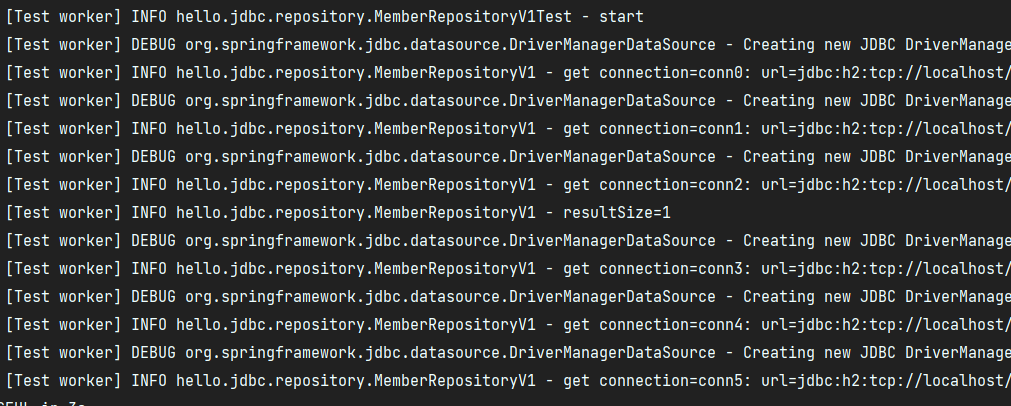 [Test worker] INFO hello.jdbc.repository.MemberRepositoryV1Test - start
[Test worker] DEBUG org.springframework.jdbc.datasource.DriverManagerDataSource - Creating new JDBC DriverManage
[Test worker] INFO hello.jdbc.repository.MemberRepositoryV1 - get connection=conn0: url=jdbc:h2:tcp://localhost/
[Test worker] DEBUG org.springframework.jdbc.datasource.DriverManagerDataSource - Creating new JDBC DriverManage
[Test worker] INFO hello.jdbc.repository.MemberRepositoryV1 - get connection=conn1: url=jdbc:h2:tcp://localhost/
[Test worker] DEBUG org.springframework.jdbc.datasource.DriverManagerDataSource - Creating new JDBC DriverManage
[Test worker] INFO hello.jdbc.repository.MemberRepositoryV1 - get connection=conn2: url=jdbc:h2:tcp://localhost/
[Test worker] INFO hello.jdbc.repository.MemberRepositoryV1 - resultSize=1
[Test worker] DEBUG org.springframework.jdbc.datasource.DriverManagerDataSource - Creating new JDBC DriverManage
[Test worker] INFO hello.jdbc.repository.MemberRepositoryV1 - get connection=conn3: url=jdbc:h2:tcp://localhost/
[Test worker] DEBUG org.springframework.jdbc.datasource.DriverManagerDataSource - Creating new JDBC DriverManage
[Test worker] INFO hello.jdbc.repository.MemberRepositoryV1 - get connection=conn4: url=jdbc:h2:tcp://localhost/
[Test worker] DEBUG org.springframework.jdbc.datasource.DriverManagerDataSource - Creating new JDBC DriverManage
[Test worker] INFO hello.jdbc.repository.MemberRepositoryV1 - get connection=conn5: url=jdbc:h2:tcp://localhost/